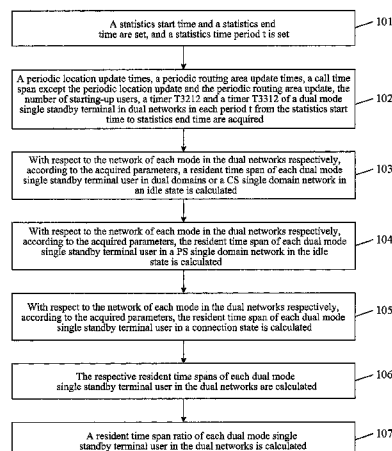 A statistics start time and a statistics end
time are set, and a statistics time period t is set
101
A periodic location update times, a periodic routing area update times, a call time
span except the periodic location update and the periodic routing area update, the
number of starting-up users, a timer T3212 and a timer T3312 of a dual mode
single standby terminal in dual networks in each period t from the statistics start
time to statistics end time are acquired
102
With respect to the network of each mode in the dual networks respectively,
according to the acquired parameters, a resident time span of each dual mode
single standby terminal user in dual domains or a CS single domain network in
an idle state is calculated
103
With respect to the network of each mode in the dual networks respectively,
according to the acquired parameters, the resident time span of each dual mode
single standby terminal user in a PS single domain network in the idle
state is calculated
104
With respect to the network of each mode in the dual networks respectively,
according to the acquired parameters, the resident time span of each dual mode
single standby terminal user in a connection state is calculated
105
The respective resident time spans of each dual mode
single standby terminal user in the dual networks are calculated
106
A resident time span ratio of each dual mode single
standby terminal user in the dual networks is calculated
107